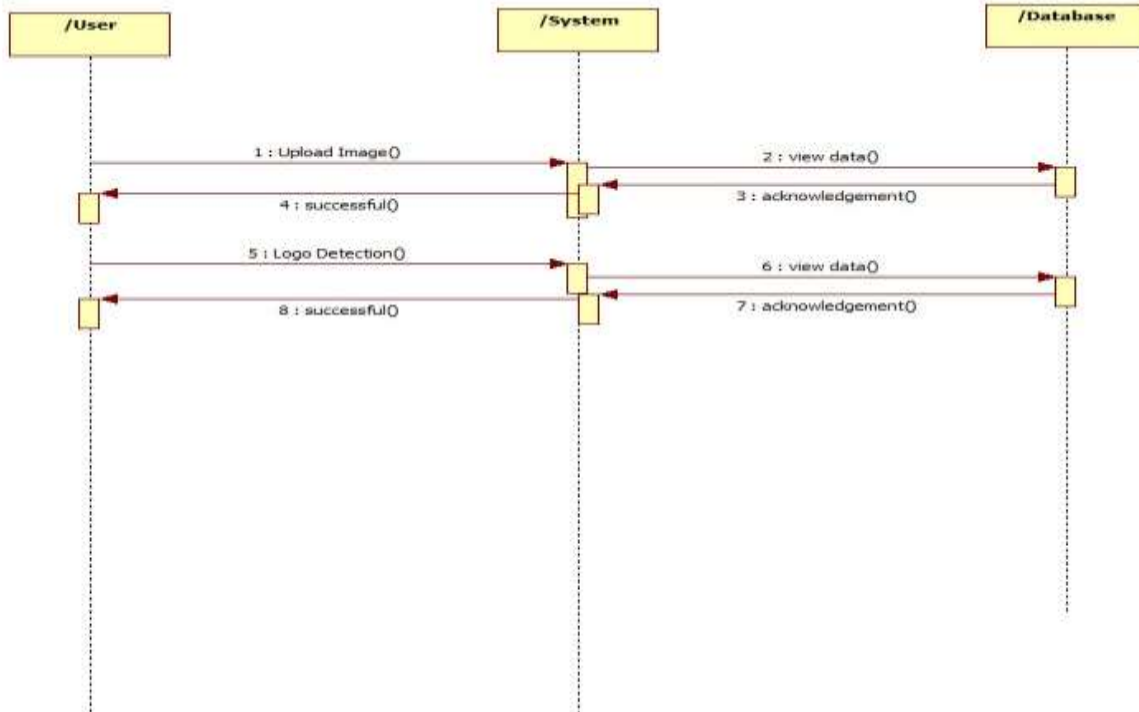 /User
/System
/Database
1 : Upload Image()
2 : view data()
3 : acknowledgement()
4 : successful()
5 : Logo Detection()
6 : view data()
7 : acknowledgement()
8 : successful()